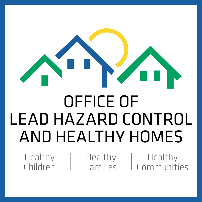 OFFICE OF
LEAD HAZARD CONTROL
AND HEALTHY HOMES
Healthy Healthy Healthy
Children Families Communities